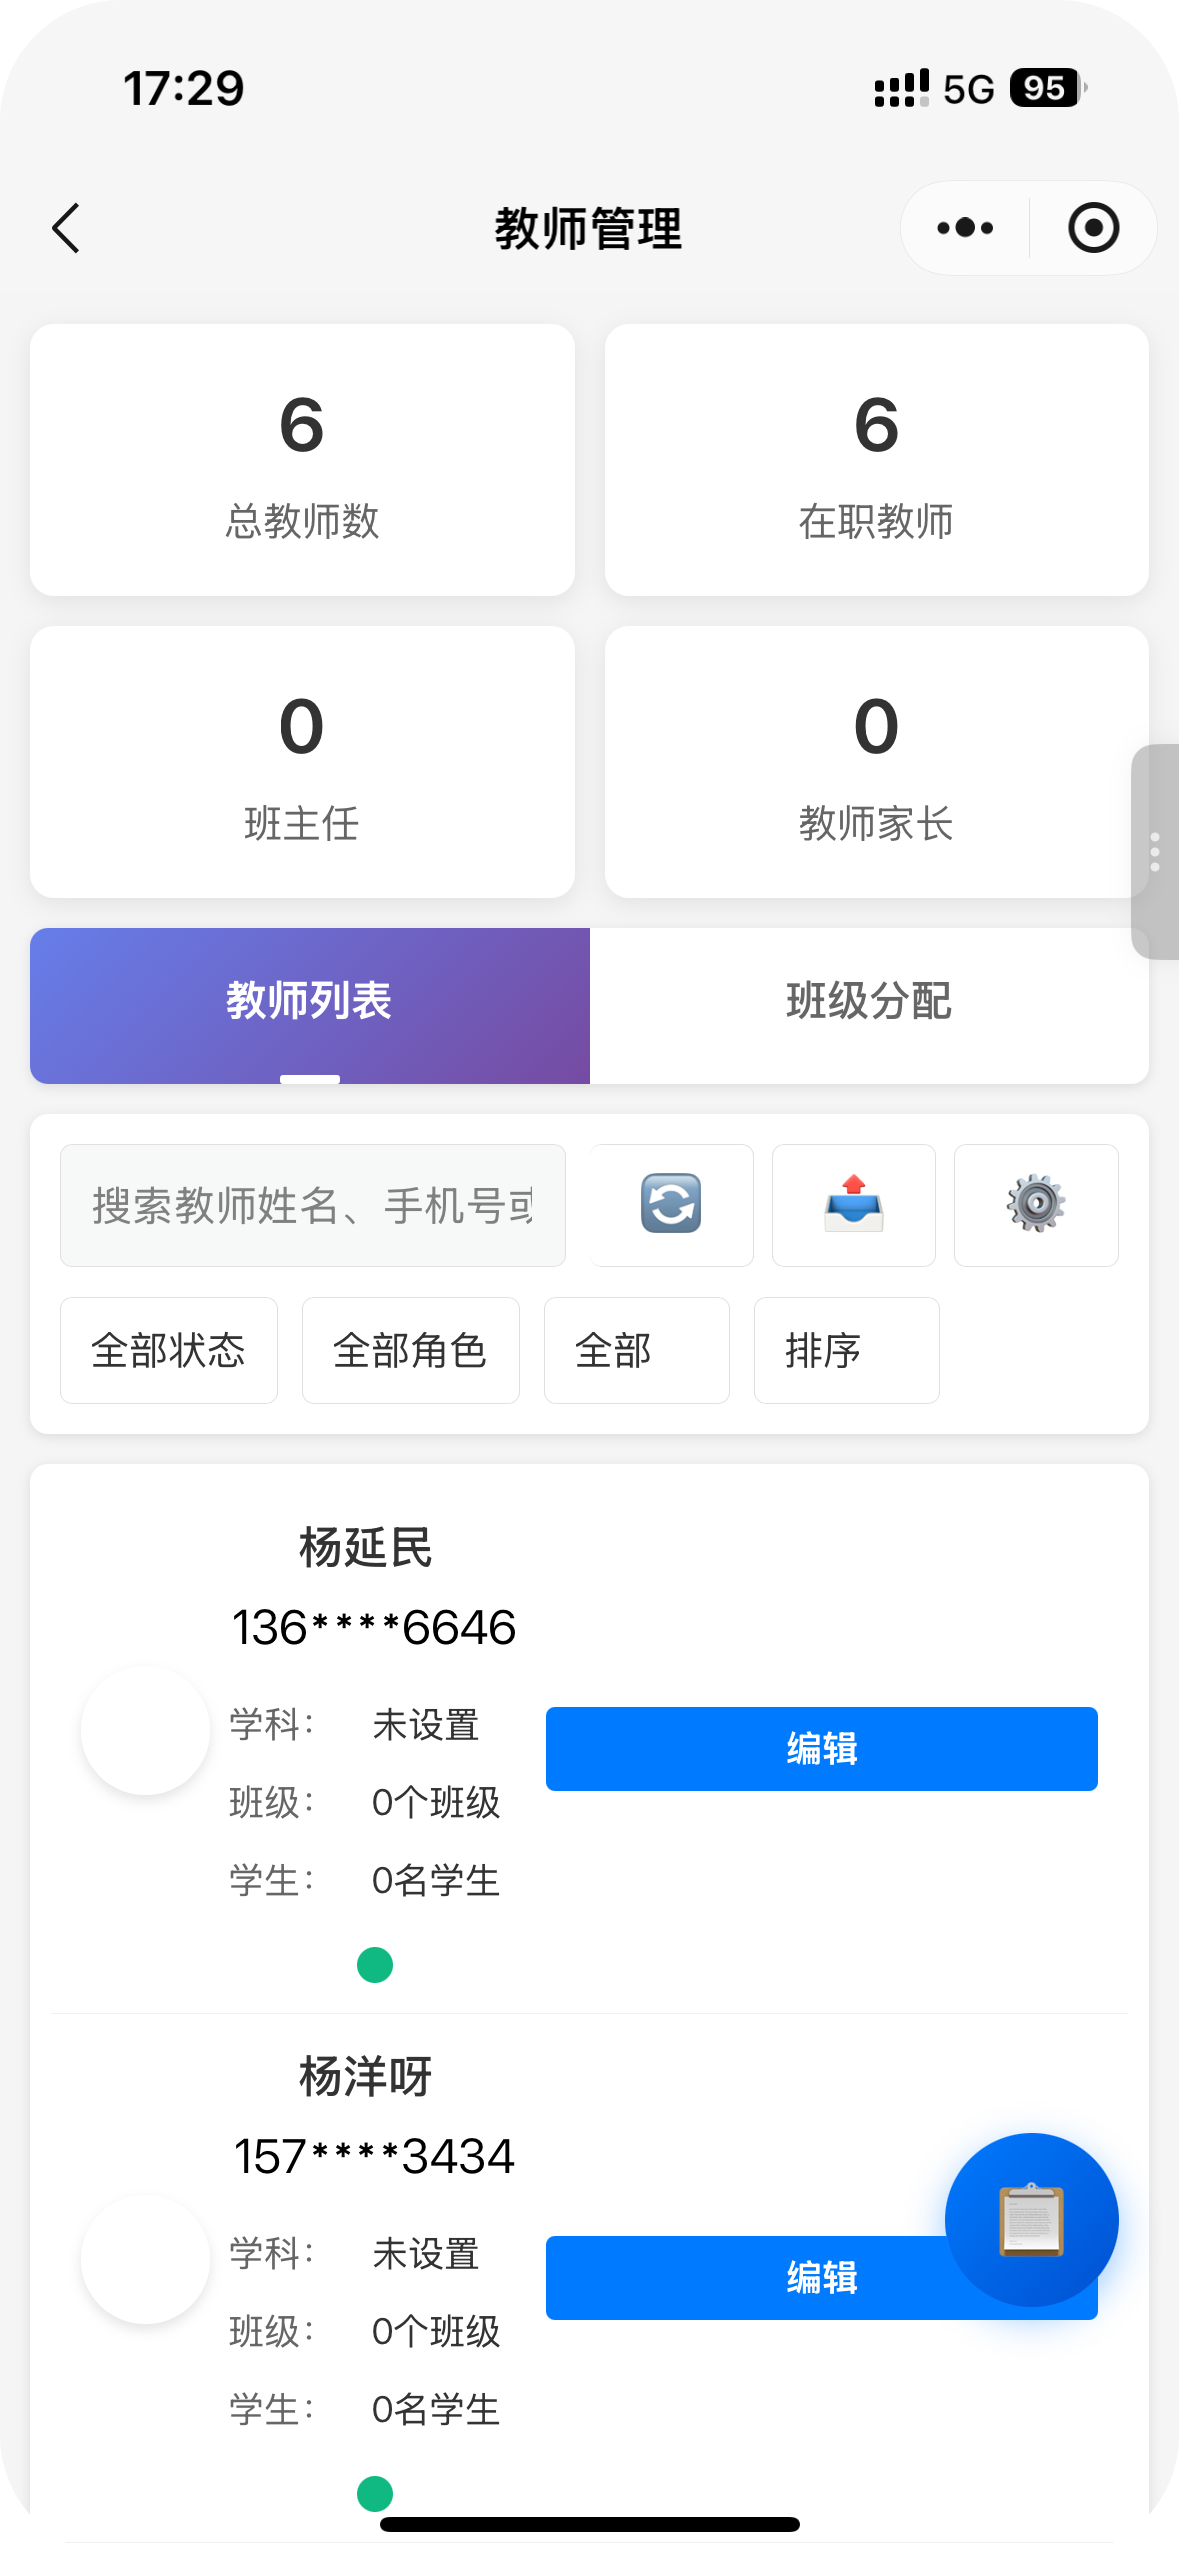 17:29
5G 95
教师管理
6
总教师数
6
在职教师
0
班主任
0
教师家长
教师列表
班级分配
搜索教师姓名、手机号
全部状态
全部角色
全部
排序
杨延民
136****6646
学科： 未设置
班级： 0个班级
学生： 0名学生
编辑
杨洋呀
157****3434
学科： 未设置
班级： 0个班级
学生： 0名学生
编辑